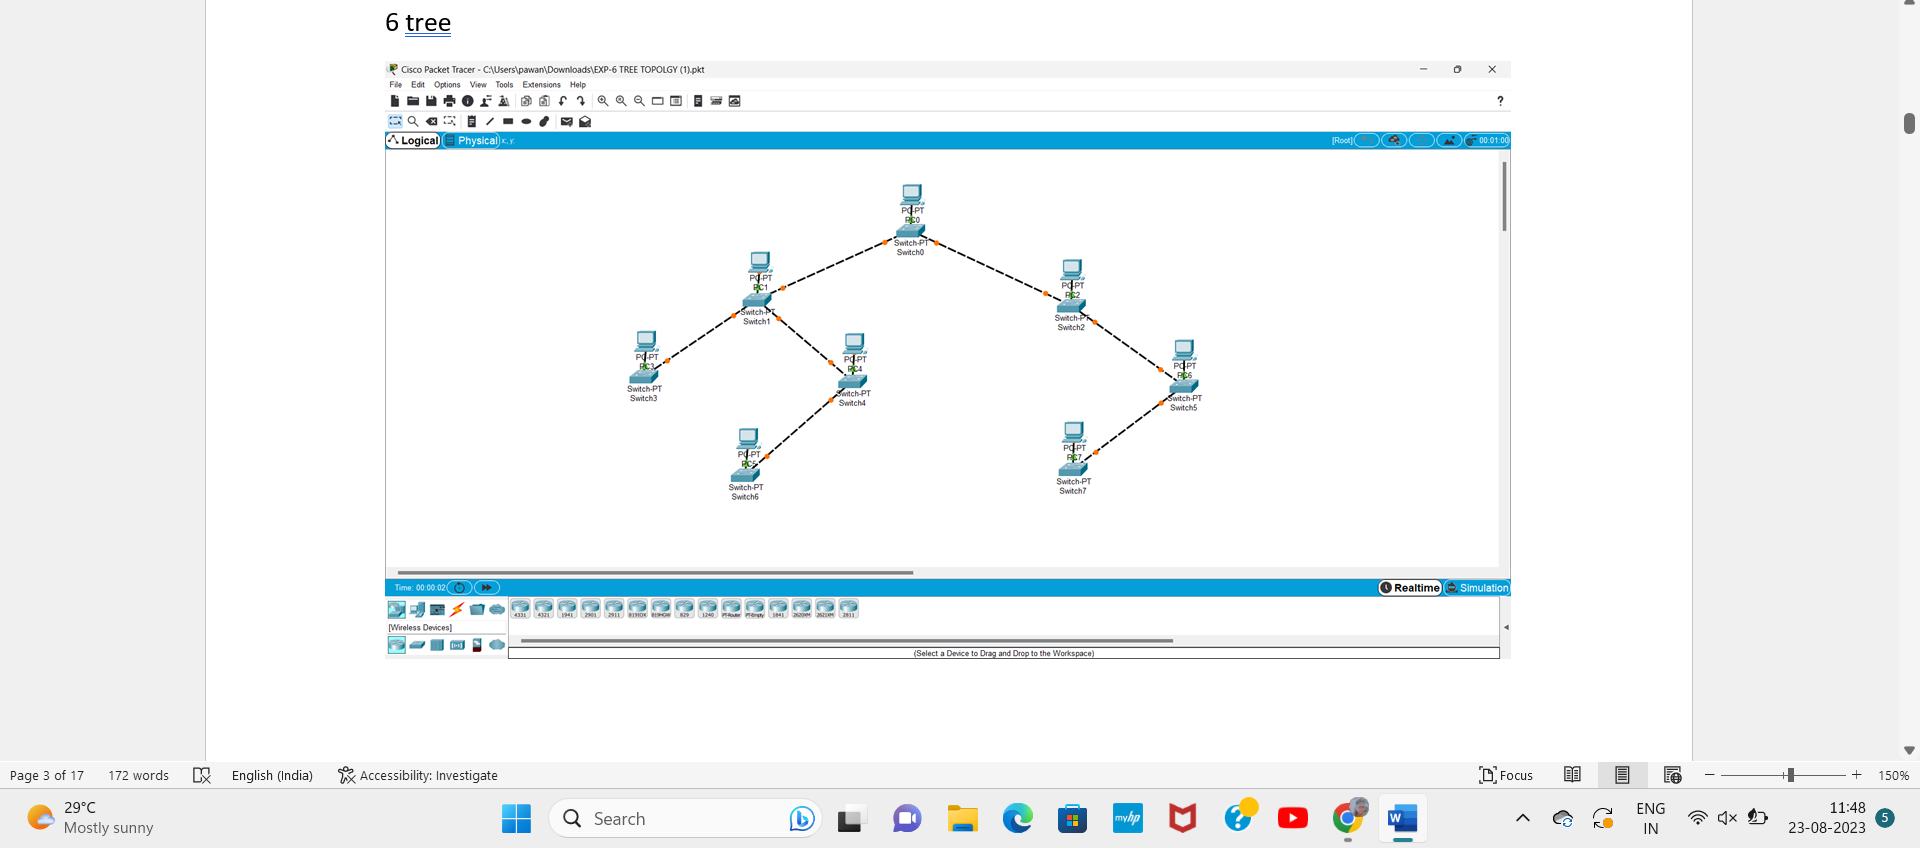 6 tree
Cisco Packet Tracer - C:\Users\pawan\Downloads\EXP-6 TREE TOPOLGY (1).pkt
File Edit Options View Tools Extensions Help
?
Logical Physical x, y:
[Root] 00:01:00
PC-PT
PC0
Switch-PT
Switch0
PC-PT
PC1
Switch-PT
Switch1
PC-PT
PC2
Switch-PT
Switch2
PC-PT
PC3
Switch-PT
Switch3
PC-PT
PC4
Switch-PT
Switch4
PC-PT
PC6
Switch-PT
Switch5
PC-PT
PC5
Switch-PT
Switch6
PC-PT
PC7
Switch-PT
Switch7
Time: 00:00:02 Realtime Simulation
4331 4321 1941 2901 2911 819IOX 819HGW 829 1240 PT-Router PT-Empty 1841 2620XM 2621XM 2811
[Wireless Devices]
(Select a Device to Drag and Drop to the Workspace)
Page 3 of 17 172 words English (India) Accessibility: Investigate Focus 150%
29°C
Mostly sunny
Search
myhp
W
ENG
IN
11:48
23-08-2023
5